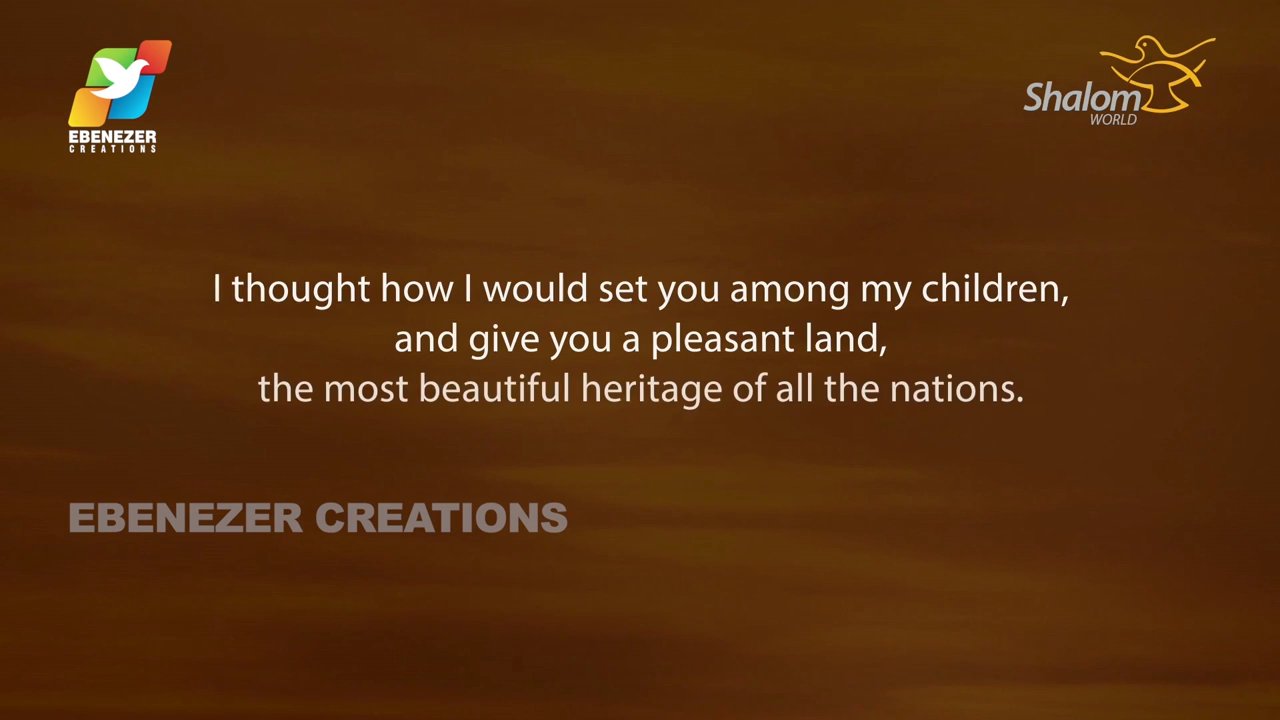 EBENEZER
CREATIONS
Shalom
WORLD
I thought how I would set you among my children,
and give you a pleasant land,
the most beautiful heritage of all the nations.
EBENEZER CREATIONS